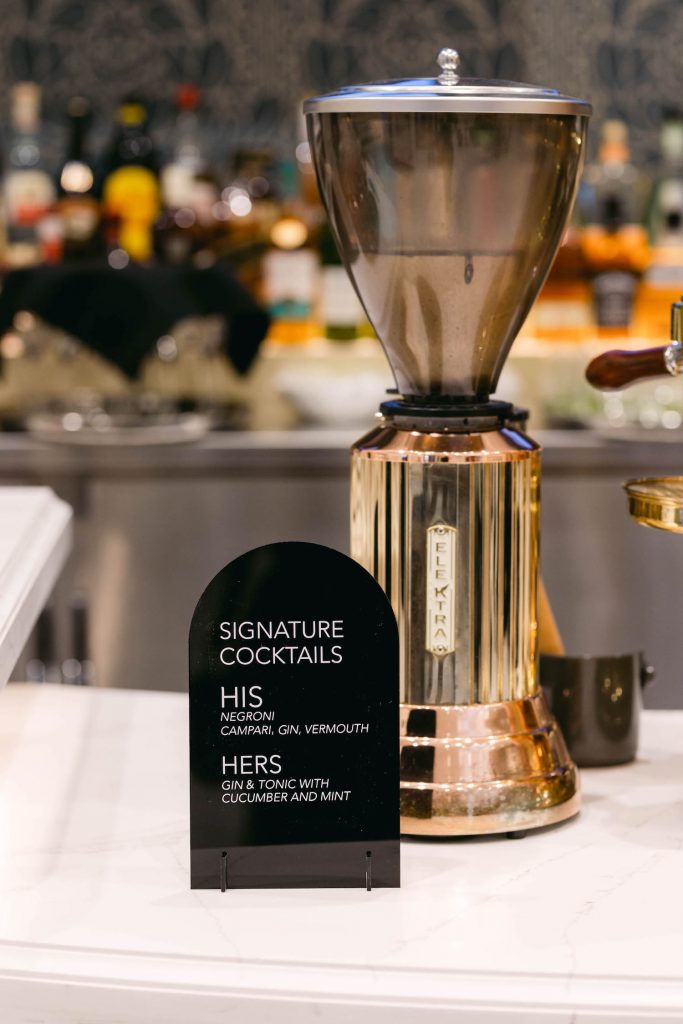 ELEKTRA
SIGNATURE
COCKTAILS
HIS
NEGRONI
CAMPARI, GIN, VERMOUTH
HERS
GIN & TONIC WITH
CUCUMBER AND MINT